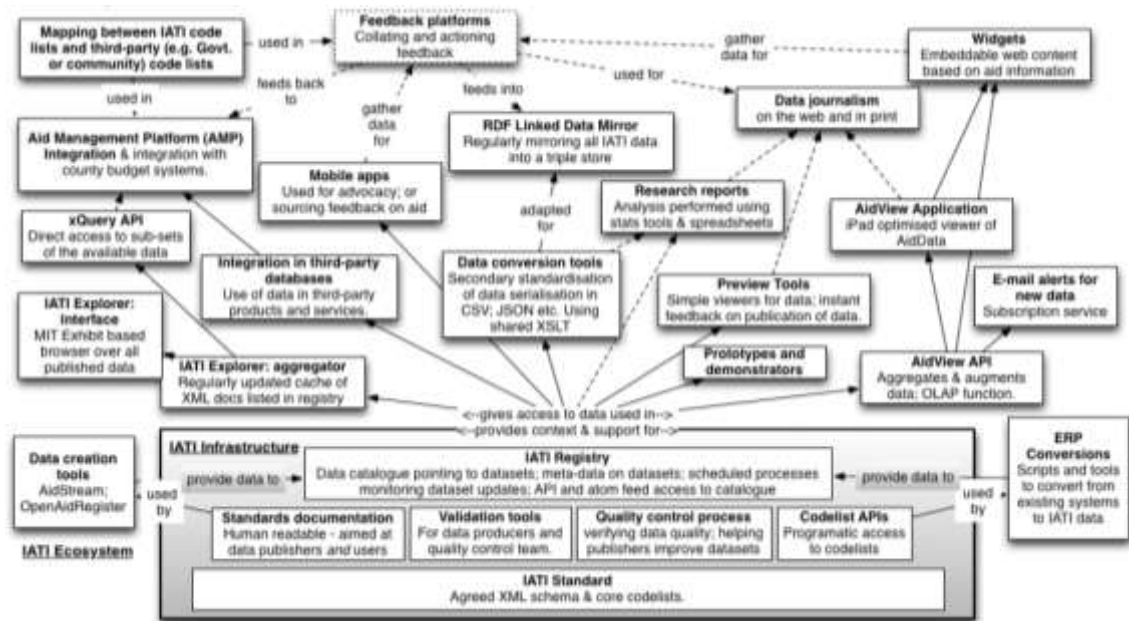 Mapping between IATI code
lists and third-party (e.g. Govt.
or community) code lists
used in
Feedback platforms
Collating and actioning
feedback
gather
data for
Widgets
Embeddable web content
based on aid information
used in
feeds back
to
gather
data
for
feeds into
used for
Data journalism
on the web and in print
Aid Management Platform (AMP)
Integration & integration with
county budget systems.
RDF Linked Data Mirror
Regularly mirroring all IATI data
into a triple store
Mobile apps
Used for advocacy; or
sourcing feedback on aid
adapted
for
Research reports
Analysis performed using
stats tools & spreadsheets
AidView Application
iPad optimised viewer of
AidData
xQuery API
Direct access to sub-sets
of the available data
Integration in third-party
databases
Use of data in third-party
products and services.
Data conversion tools
Secondary standardisation
of data serialisation in
CSV; JSON etc. Using
shared XSLT
Preview Tools
Simple viewers for data; instant
feedback on publication of data.
E-mail alerts for
new data
Subscription service
IATI Explorer:
Interface
MIT Exhibit based
browser over all
published data
IATI Explorer: aggregator
Regularly updated cache of
XML docs listed in registry
Prototypes and
demonstrators
AidView API
Aggregates & augments
data; OLAP function.
<--gives access to data used in-->
<--provides context & support for-->
IATI Infrastructure
Data creation
tools
AidStream;
OpenAidRegister
provide data to
used
by
IATI Registry
Data catalogue pointing to datasets; meta-data on datasets; scheduled processes
monitoring dataset updates; API and atom feed access to catalogue
provide data to
used
by
ERP
Conversions
Scripts and tools
to convert from
existing systems
to IATI data
Standards documentation
Human readable - aimed at
data publishers and users
Validation tools
For data producers and
quality control team.
Quality control process
verifying data quality; helping
publishers improve datasets
Codelist APIs
Programatic access
to codelists
IATI Ecosystem
IATI Standard
Agreed XML schema & core codelists.